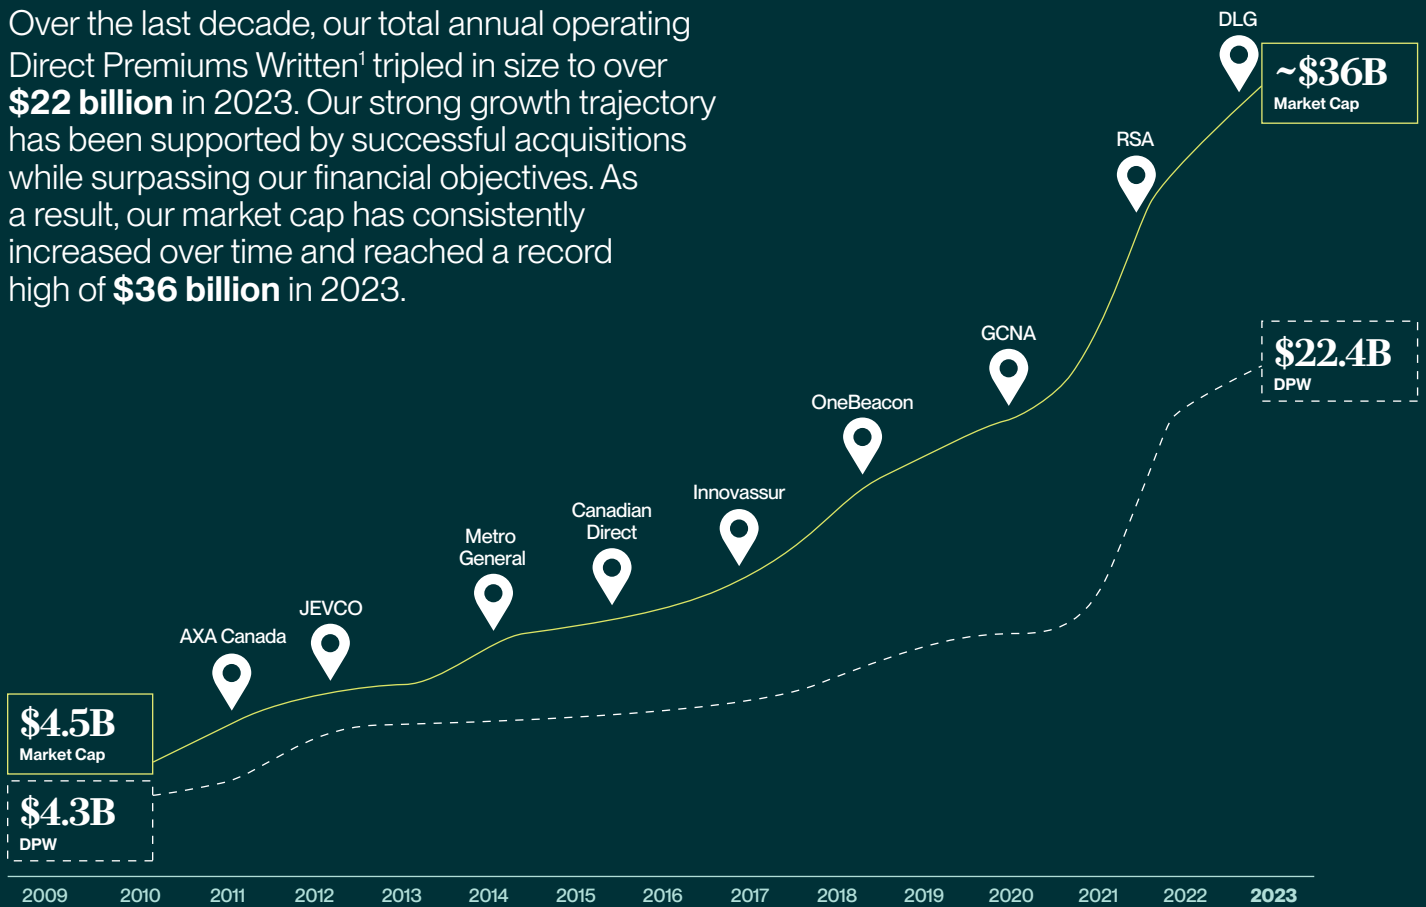 Over the last decade, our total annual operating
Direct Premiums Written¹ tripled in size to over
$22 billion in 2023. Our strong growth trajectory
has been supported by successful acquisitions
while surpassing our financial objectives. As
a result, our market cap has consistently
increased over time and reached a record
high of $36 billion in 2023.
DLG
~$36B
Market Cap
RSA
GCNA
$22.4B
DPW
OneBeacon
Innovassur
Canadian
Direct
Metro
General
JEVCO
AXA Canada
$4.5B
Market Cap
$4.3B
DPW
2009 2010 2011 2012 2013 2014 2015 2016 2017 2018 2019 2020 2021 2022 2023